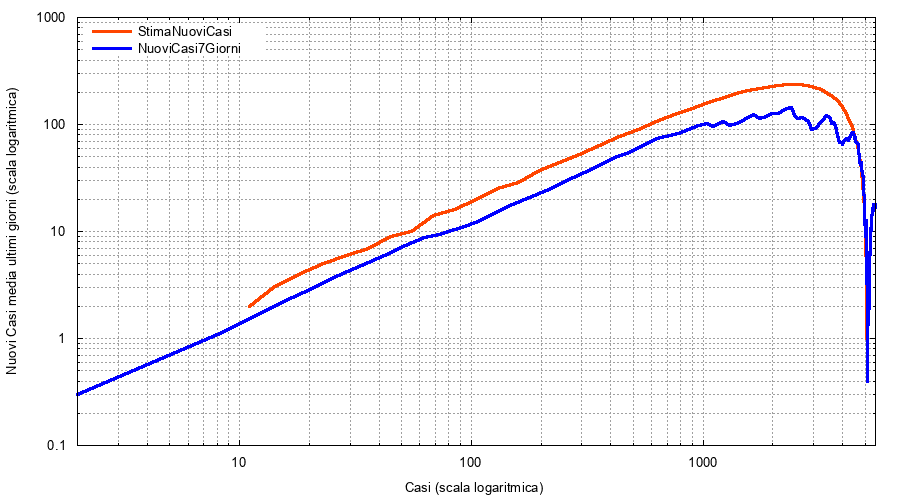 1000
100
10
1
0.1
StimaNuoviCasi
NuoviCasi7Giorni
Nuovi Casi media ultimi giorni (scala logaritmica)
10 100 1000
Casi (scala logaritmica)